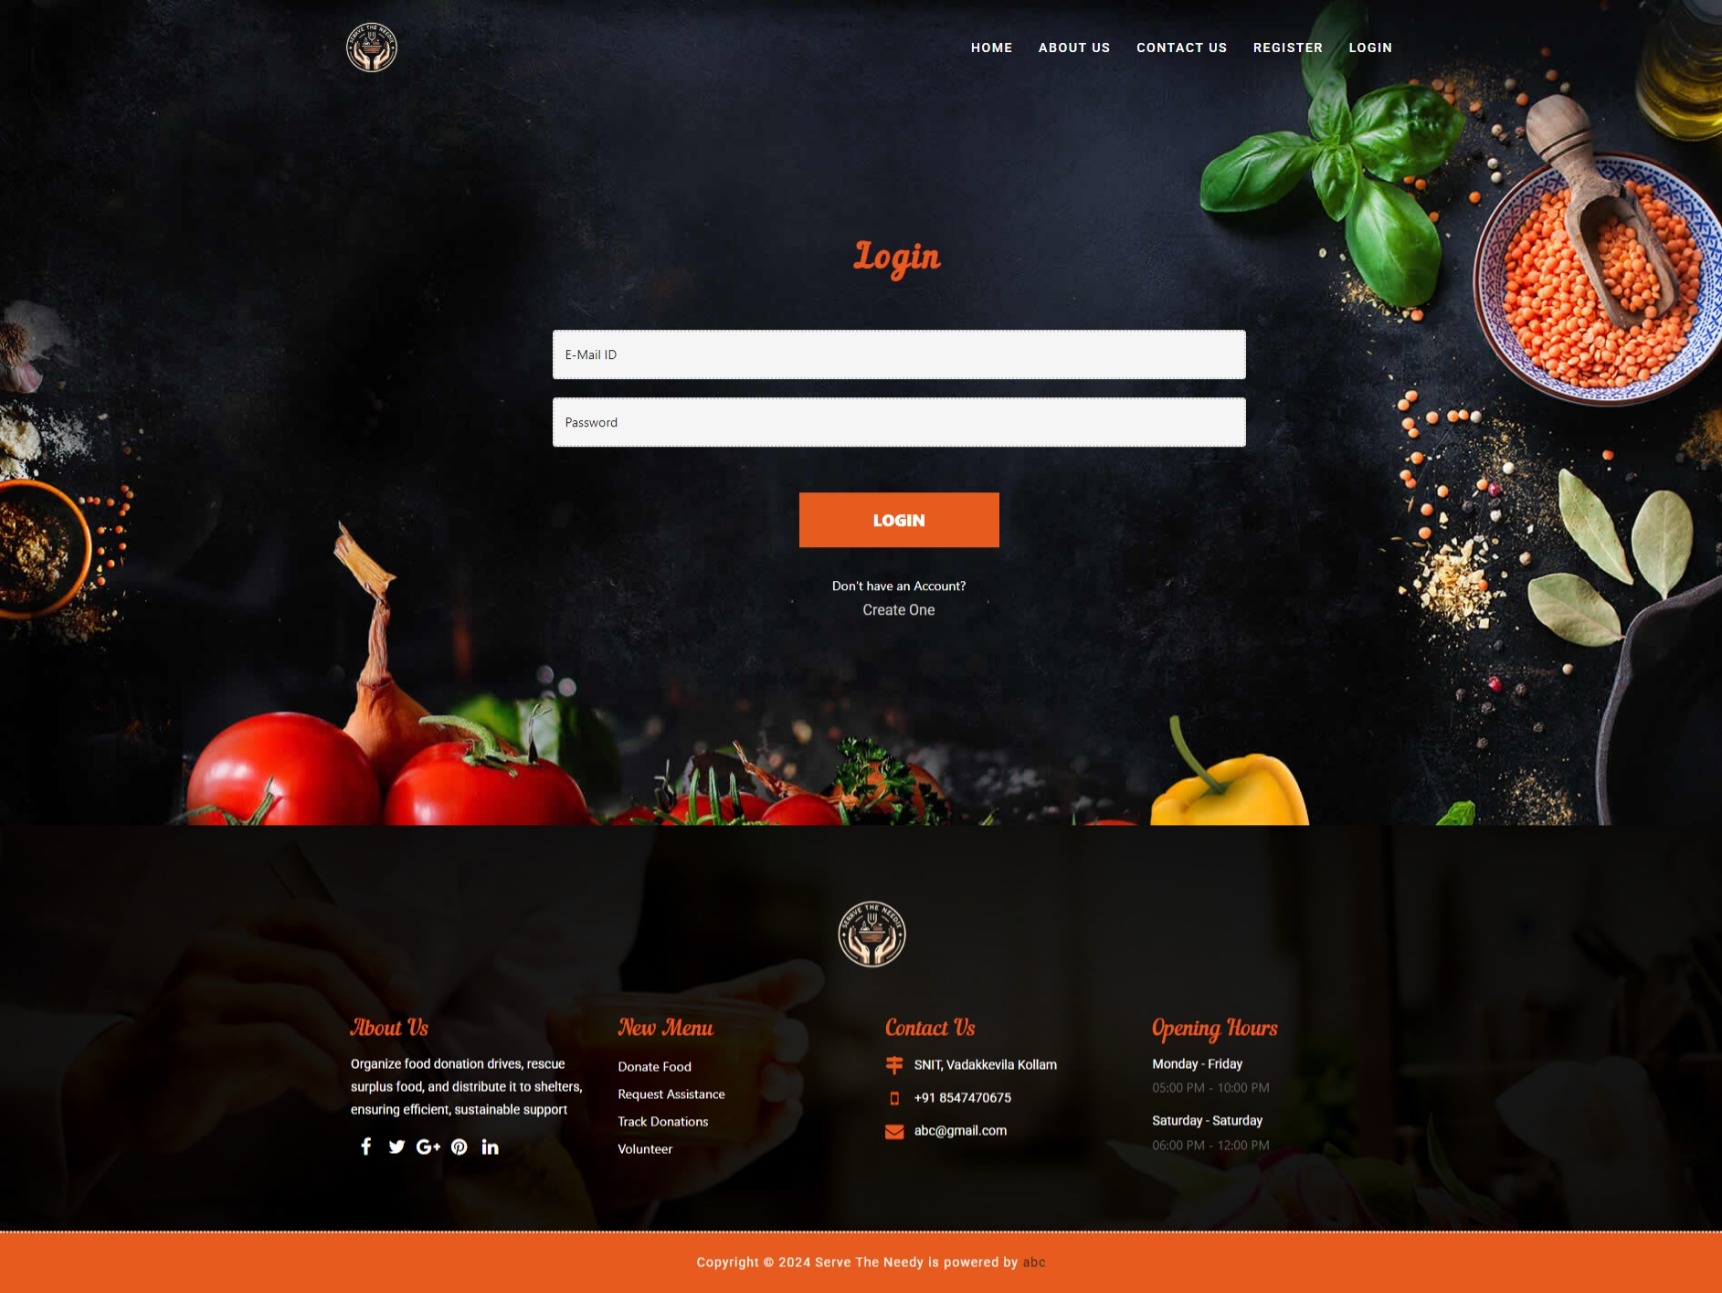 SERVE THE NEEDIE
HOME ABOUT US CONTACT US REGISTER LOGIN
Login
E-Mail ID
Password
LOGIN
Don't have an Account?
Create One
SERVE THE NEEDIE
About Us
Organize food donation drives, rescue
surplus food, and distribute it to shelters,
ensuring efficient, sustainable support
New Menu
Donate Food
Request Assistance
Track Donations
Volunteer
Contact Us
SNIT, Vadakkevila Kollam
+91 8547470675
abc@gmail.com
Opening Hours
Monday - Friday
05:00 PM - 10:00 PM
Saturday - Saturday
06:00 PM - 12:00 PM
Copyright © 2024 Serve The Needy is powered by abc